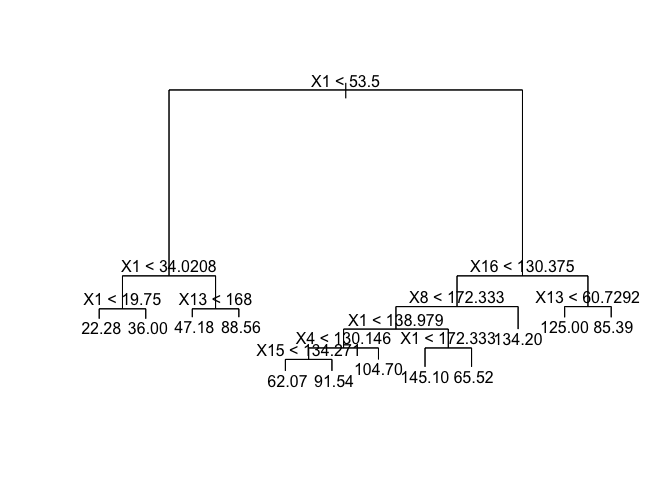 X1 < 53.5
X1 < 34.0208
X16 < 130.375
X1 < 19.75
X13 < 168
X8 < 172.333
X13 < 60.7292
22.28
36.00
47.18
88.56
X1 < 138.979
125.00
85.39
X4 < 130.146
X1 < 172.333
134.20
X15 < 134.271
104.70
145.10
65.52
62.07
91.54